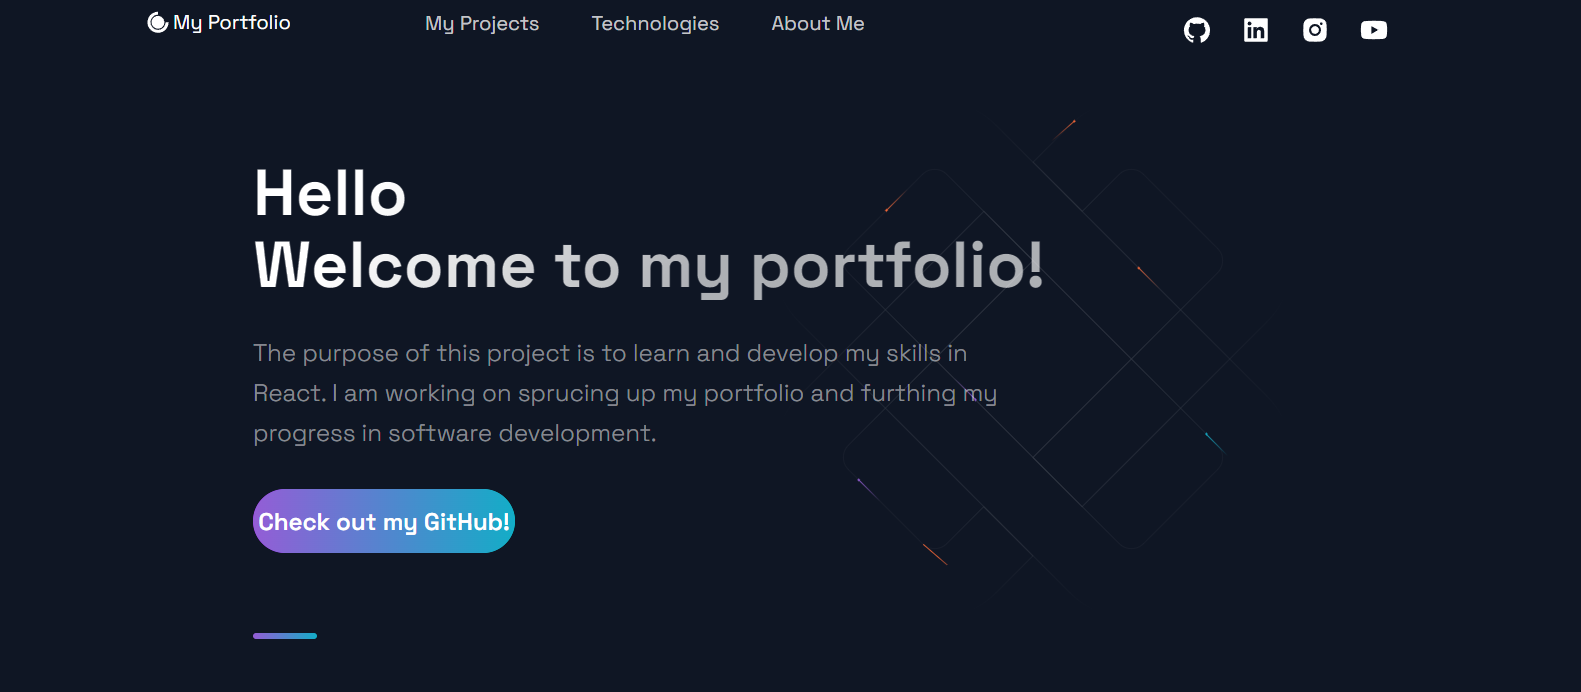 My Portfolio
My Projects
Technologies
About Me
in
Hello
Welcome to my portfolio!
The purpose of this project is to learn and develop my skills in
React. I am working on sprucing up my portfolio and furthing my
progress in software development.
Check out my GitHub!